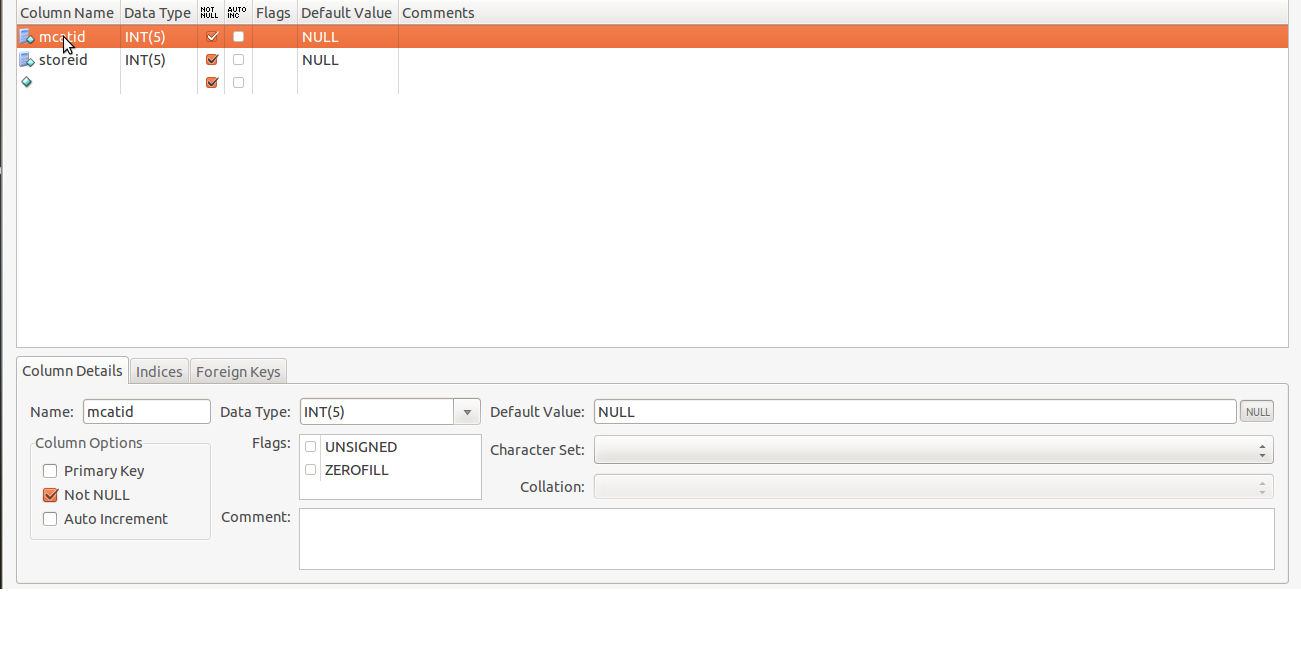 Column Name Data Type NOT NULL AUTO INC Flags Default Value Comments
mcatid INT(5) NULL
storeid INT(5) NULL
Column Details Indices Foreign Keys
Name: mcatid Data Type: INT(5) Default Value: NULL NULL
Column Options Flags: UNSIGNED Character Set:
Primary Key ZEROFILL
Not NULL Collation:
Auto Increment Comment: